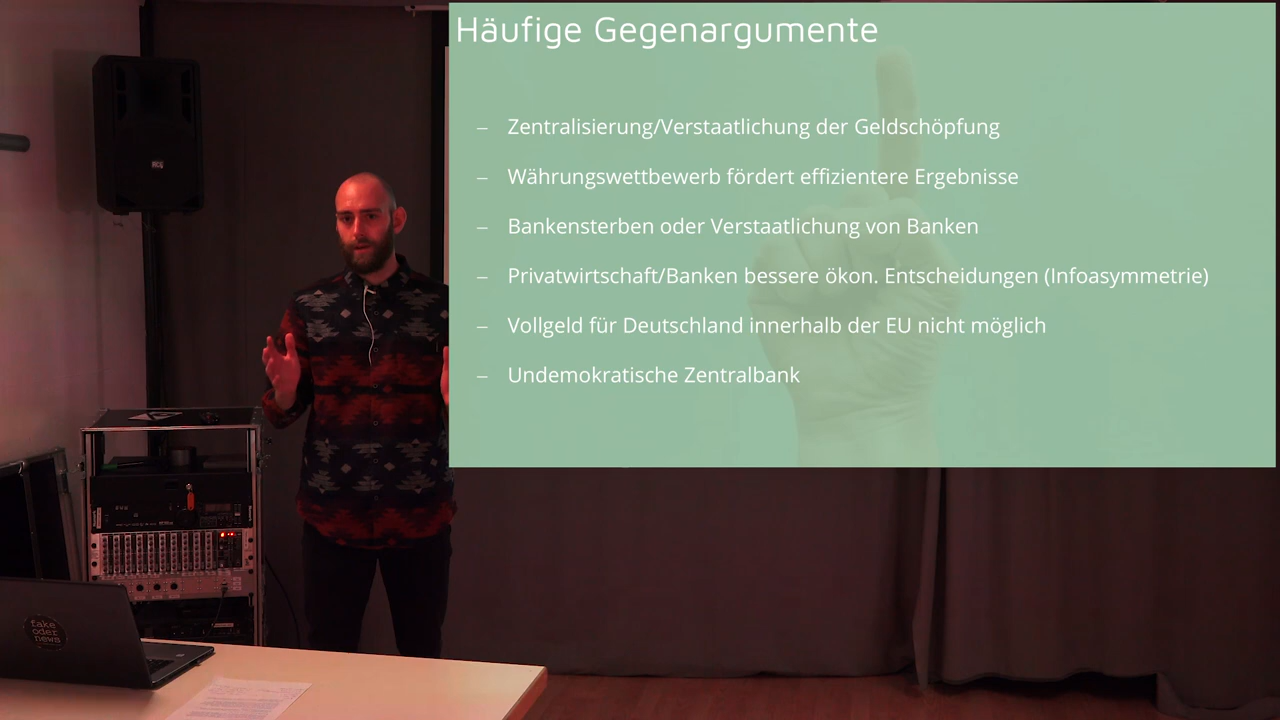 Häufige Gegenargumente
– Zentralisierung/Verstaatlichung der Geldschöpfung
– Währungswettbewerb fördert effizientere Ergebnisse
– Bankensterben oder Verstaatlichung von Banken
– Privatwirtschaft/Banken bessere ökon. Entscheidungen (Infoasymmetrie)
– Vollgeld für Deutschland innerhalb der EU nicht möglich
– Undemokratische Zentralbank
fake
oder
news